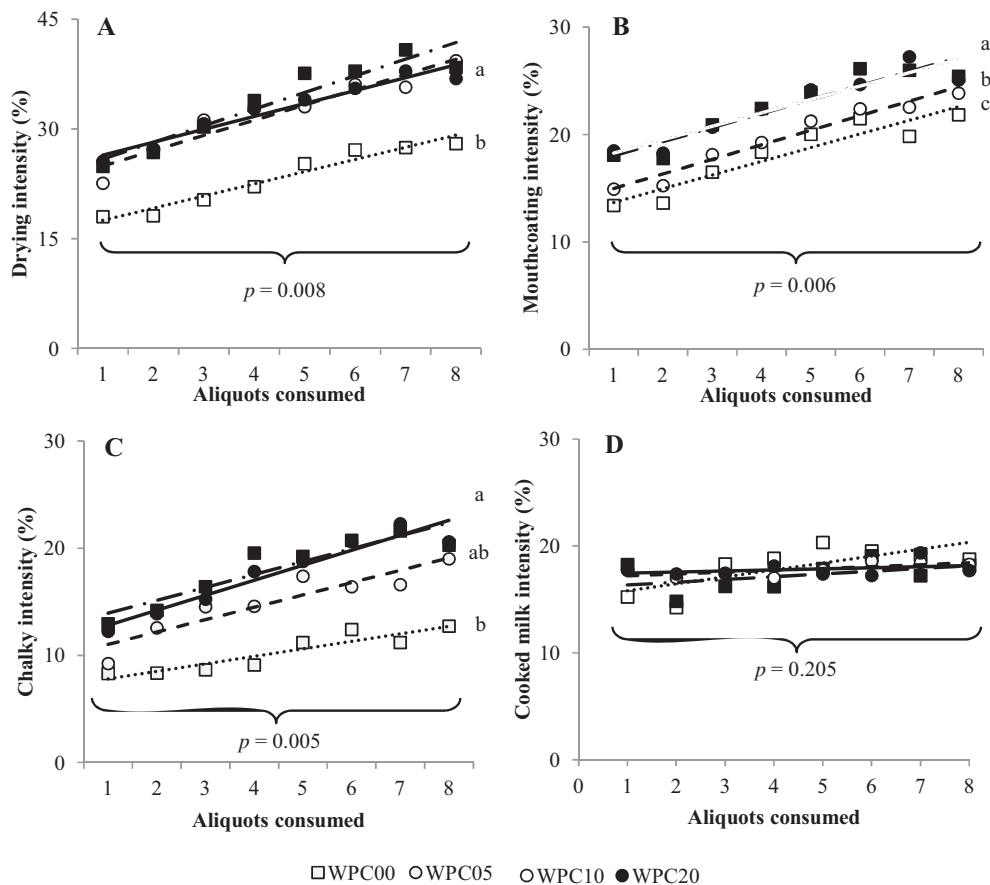 A
45
30
15
0
Drying intensity (%)
a
b
p = 0.008
1 2 3 4 5 6 7 8
Aliquots consumed
B
30
20
10
0
Mouthcoating intensity (%)
a
b
c
p = 0.006
1 2 3 4 5 6 7 8
Aliquots consumed
C
30
20
10
0
Chalky intensity (%)
a
ab
b
p = 0.005
1 2 3 4 5 6 7 8
Aliquots consumed
D
30
20
10
0
Cooked milk intensity (%)
p = 0.205
0 1 2 3 4 5 6 7 8
Aliquots consumed
WPC00 WPC05 WPC10 WPC20